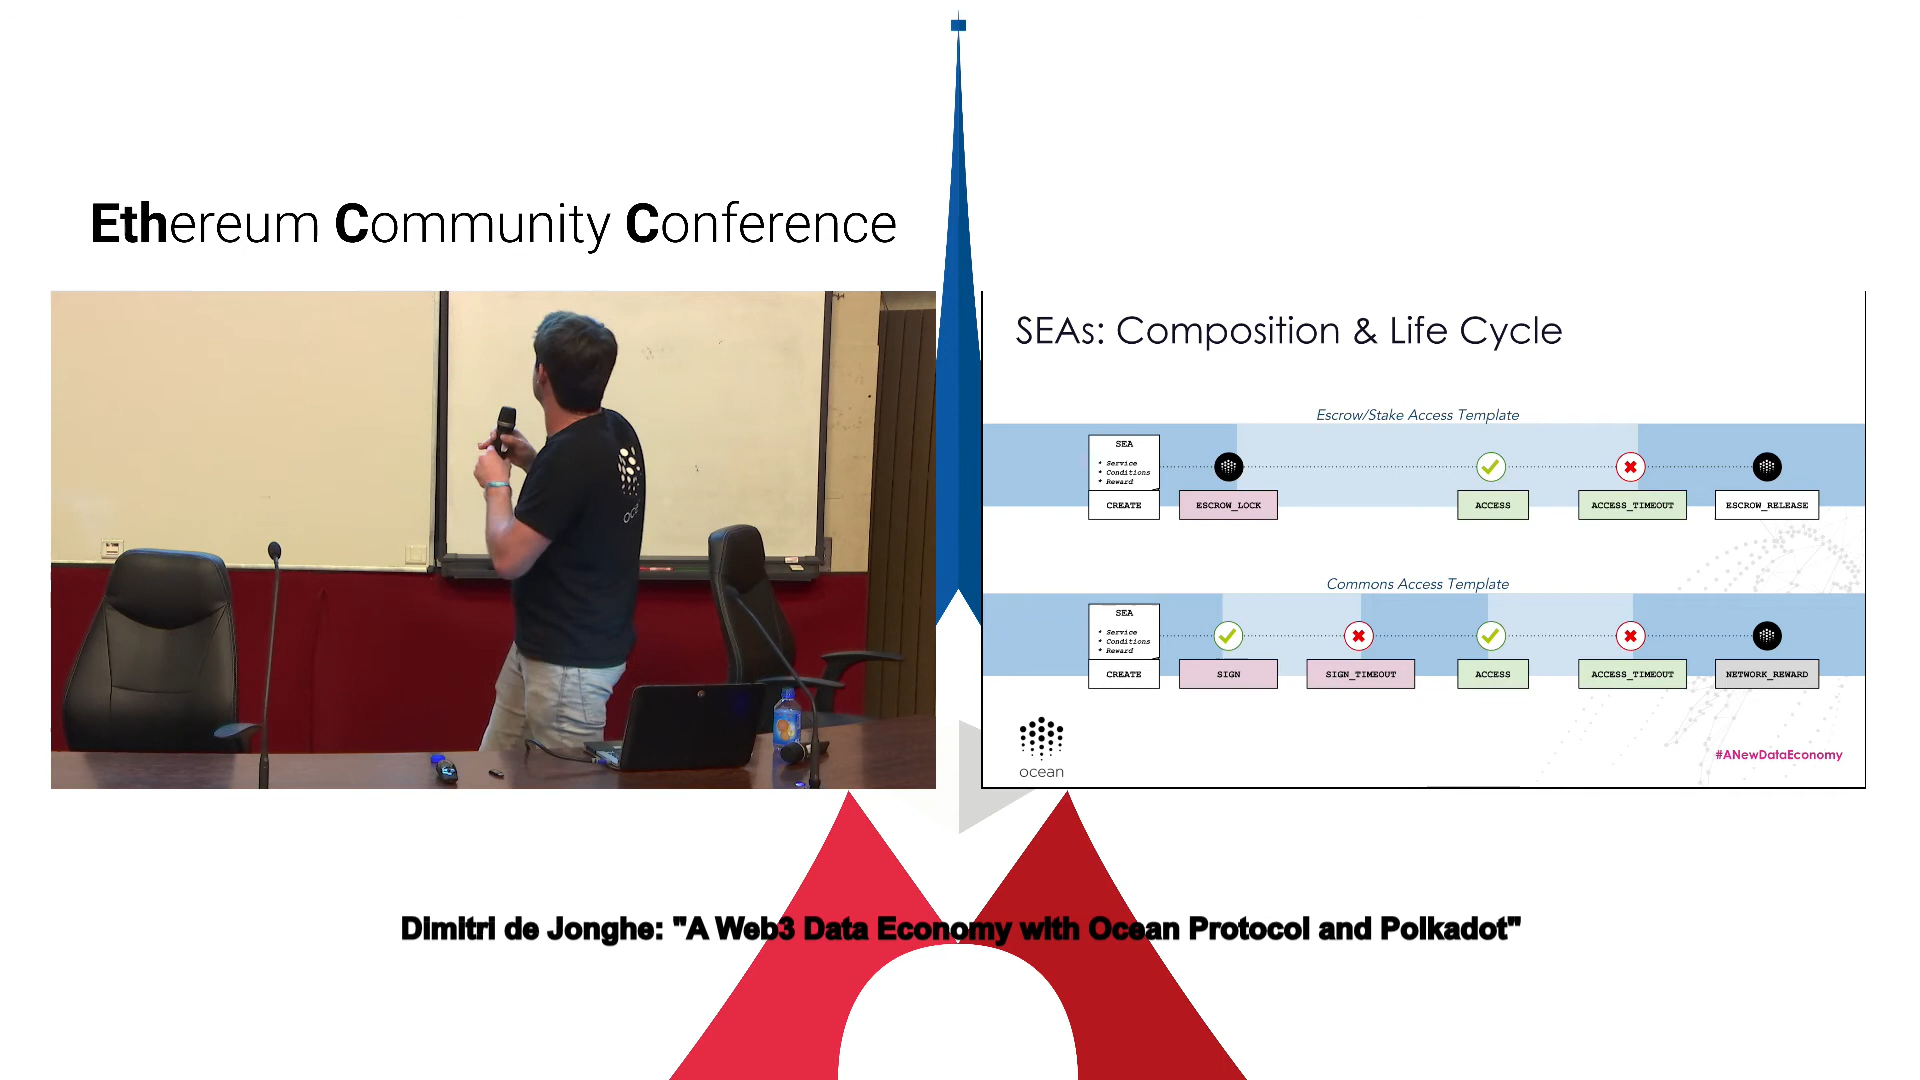 Ethereum Community Conference
SEAs: Composition & Life Cycle
Escrow/Stake Access Template
SEA
* Service
* Conditions
* Reward
CREATE
ESCROW_LOCK
ACCESS
ACCESS_TIMEOUT
ESCROW_RELEASE
Commons Access Template
SEA
* Service
* Conditions
* Reward
CREATE
SIGN
SIGN_TIMEOUT
ACCESS
ACCESS_TIMEOUT
NETWORK_REWARD
ocean
#ANewDataEconomy
Dimitri de Jonghe: "A Web3 Data Economy with Ocean Protocol and Polkadot"